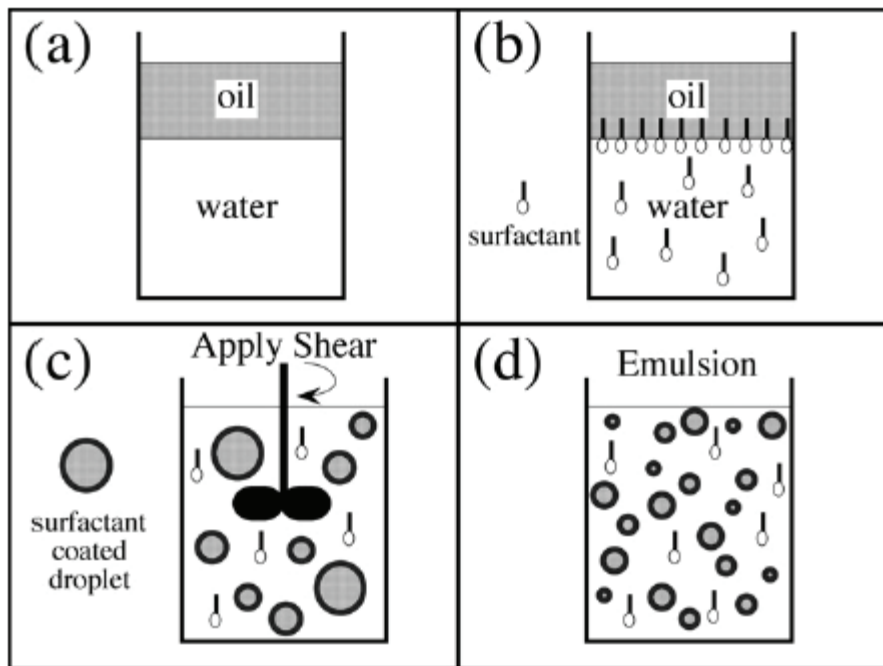 (a)
oil
water
(b)
oil
water
surfactant
(c)
Apply Shear
surfactant
coated
droplet
(d)
Emulsion